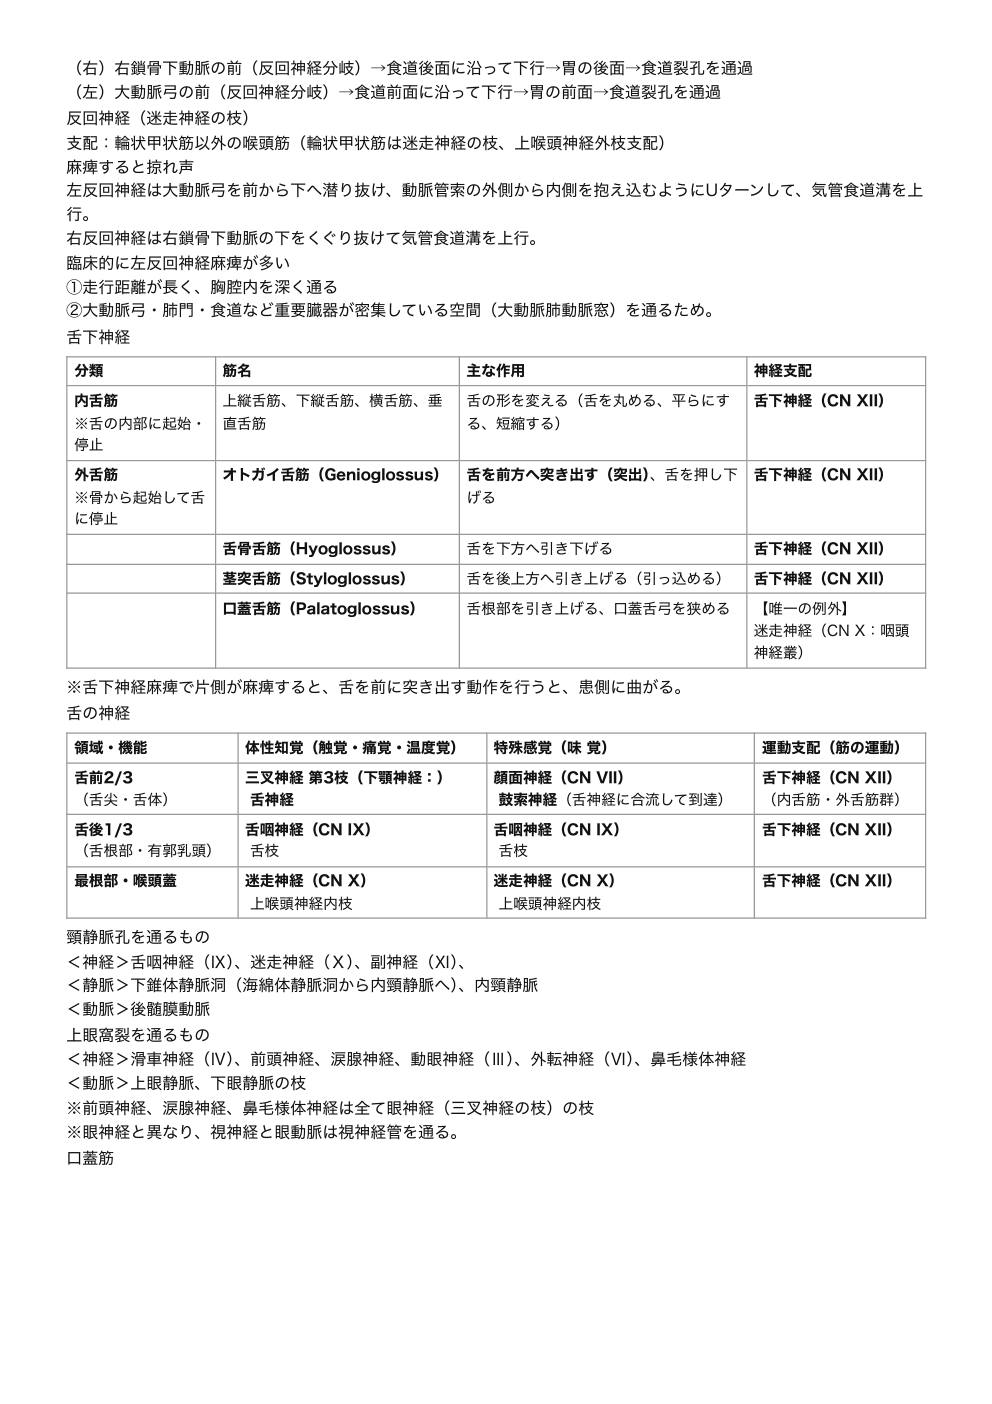 （右）右鎖骨下動脈の前（反回神経分岐）→食道後面に沿って下行→胃の後面→食道裂孔を通過
（左）大動脈弓の前（反回神経分岐）→食道前面に沿って下行→胃の前面→食道裂孔を通過
反回神経（迷走神経の枝）
支配：輪状甲状筋以外の喉頭筋（輪状甲状筋は迷走神経の枝、上喉頭神経外枝支配）
麻痺すると掠れ声
左反回神経は大動脈弓を前から下へ潜り抜け、動脈管索の外側から内側を抱え込むようにUターンして、気管食道溝を上
行。
右反回神経は右鎖骨下動脈の下をくぐり抜けて気管食道溝を上行。
臨床的に左反回神経麻痺が多い
①走行距離が長く、胸腔内を深く通る
②大動脈弓・肺門・食道など重要臓器が密集している空間（大動脈肺動脈窓）を通るため。
舌下神経
分類 筋名 主な作用 神経支配
内舌筋 上縦舌筋、下縦舌筋、横舌筋、垂 舌の形を変える（舌を丸める、平らにす 舌下神経（CN XII）
※舌の内部に起始・ 直舌筋 る、短縮する）
停止
外舌筋 オトガイ舌筋（Genioglossus） 舌を前方へ突き出す（突出）、舌を押し下 舌下神経（CN XII）
※骨から起始して舌 げる
に停止
舌骨舌筋（Hyoglossus） 舌を下方へ引き下げる 舌下神経（CN XII）
茎突舌筋（Styloglossus） 舌を後上方へ引き上げる（引っ込める） 舌下神経（CN XII）
口蓋舌筋（Palatoglossus） 舌根部を引き上げる、口蓋舌弓を狭める 【唯一の例外】
迷走神経（CN X：咽頭
神経叢）
※舌下神経麻痺で片側が麻痺すると、舌を前に突き出す動作を行うと、患側に曲がる。
舌の神経
領域・機能 体性知覚（触覚・痛覚・温度覚） 特殊感覚（味 覚） 運動支配（筋の運動）
舌前2/3 三叉神経 第3枝（下顎神経：） 顔面神経（CN VII） 舌下神経（CN XII）
（舌尖・舌体） 舌神経 鼓索神経（舌神経に合流して到達） （内舌筋・外舌筋群）
舌後1/3 舌咽神経（CN IX） 舌咽神経（CN IX） 舌下神経（CN XII）
（舌根部・有郭乳頭） 舌枝 舌枝
最根部・喉頭蓋 迷走神経（CN X） 迷走神経（CN X） 舌下神経（CN XII）
上喉頭神経内枝 上喉頭神経内枝
頸静脈孔を通るもの
＜神経＞舌咽神経（Ⅸ）、迷走神経（Ⅹ）、副神経（Ⅺ）、
＜静脈＞下錐体静脈洞（海綿体静脈洞から内頸静脈へ）、内頸静脈
＜動脈＞後髄膜動脈
上眼窩裂を通るもの
＜神経＞滑車神経（Ⅳ）、前頭神経、涙腺神経、動眼神経（Ⅲ）、外転神経（Ⅵ）、鼻毛様体神経
＜動脈＞上眼静脈、下眼静脈の枝
※前頭神経、涙腺神経、鼻毛様体神経は全て眼神経（三叉神経の枝）の枝
※眼神経と異なり、視神経と眼動脈は視神経管を通る。
口蓋筋